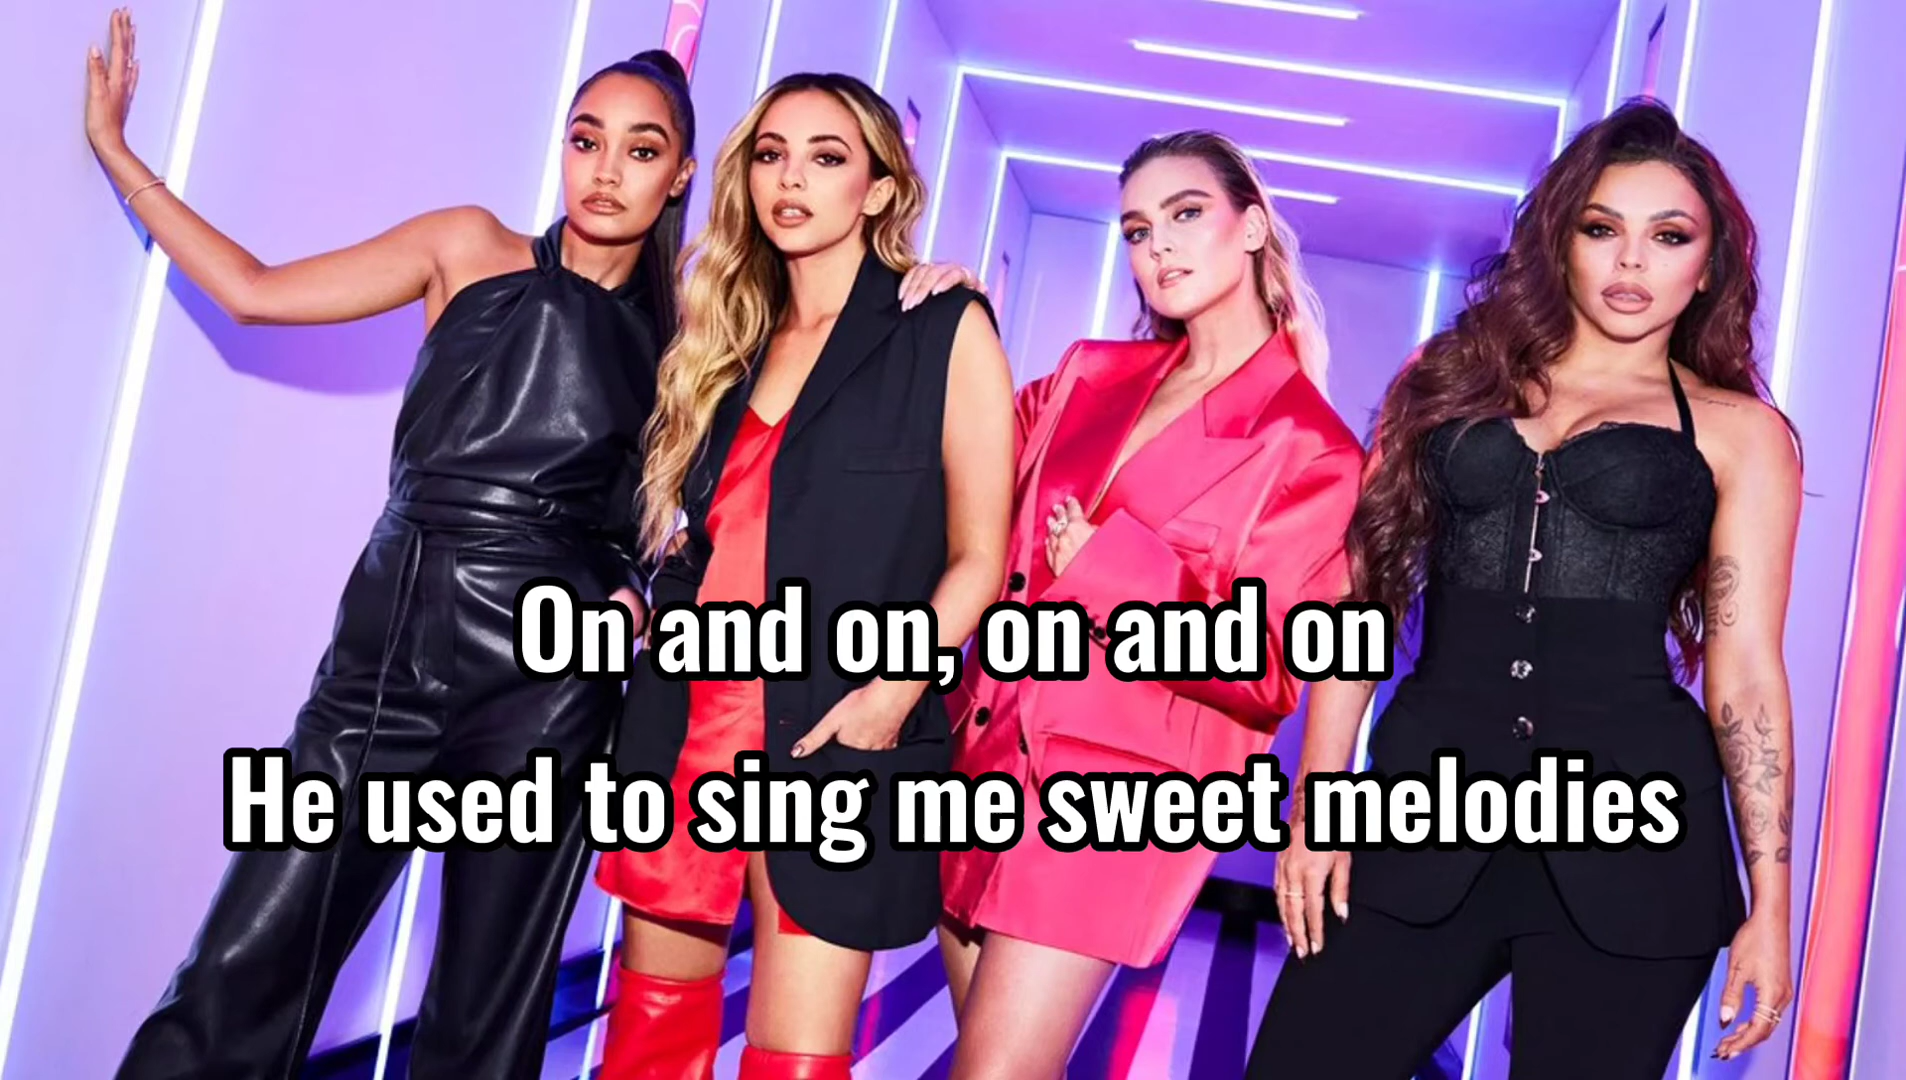 On and on, on and on
He used to sing me sweet melodies